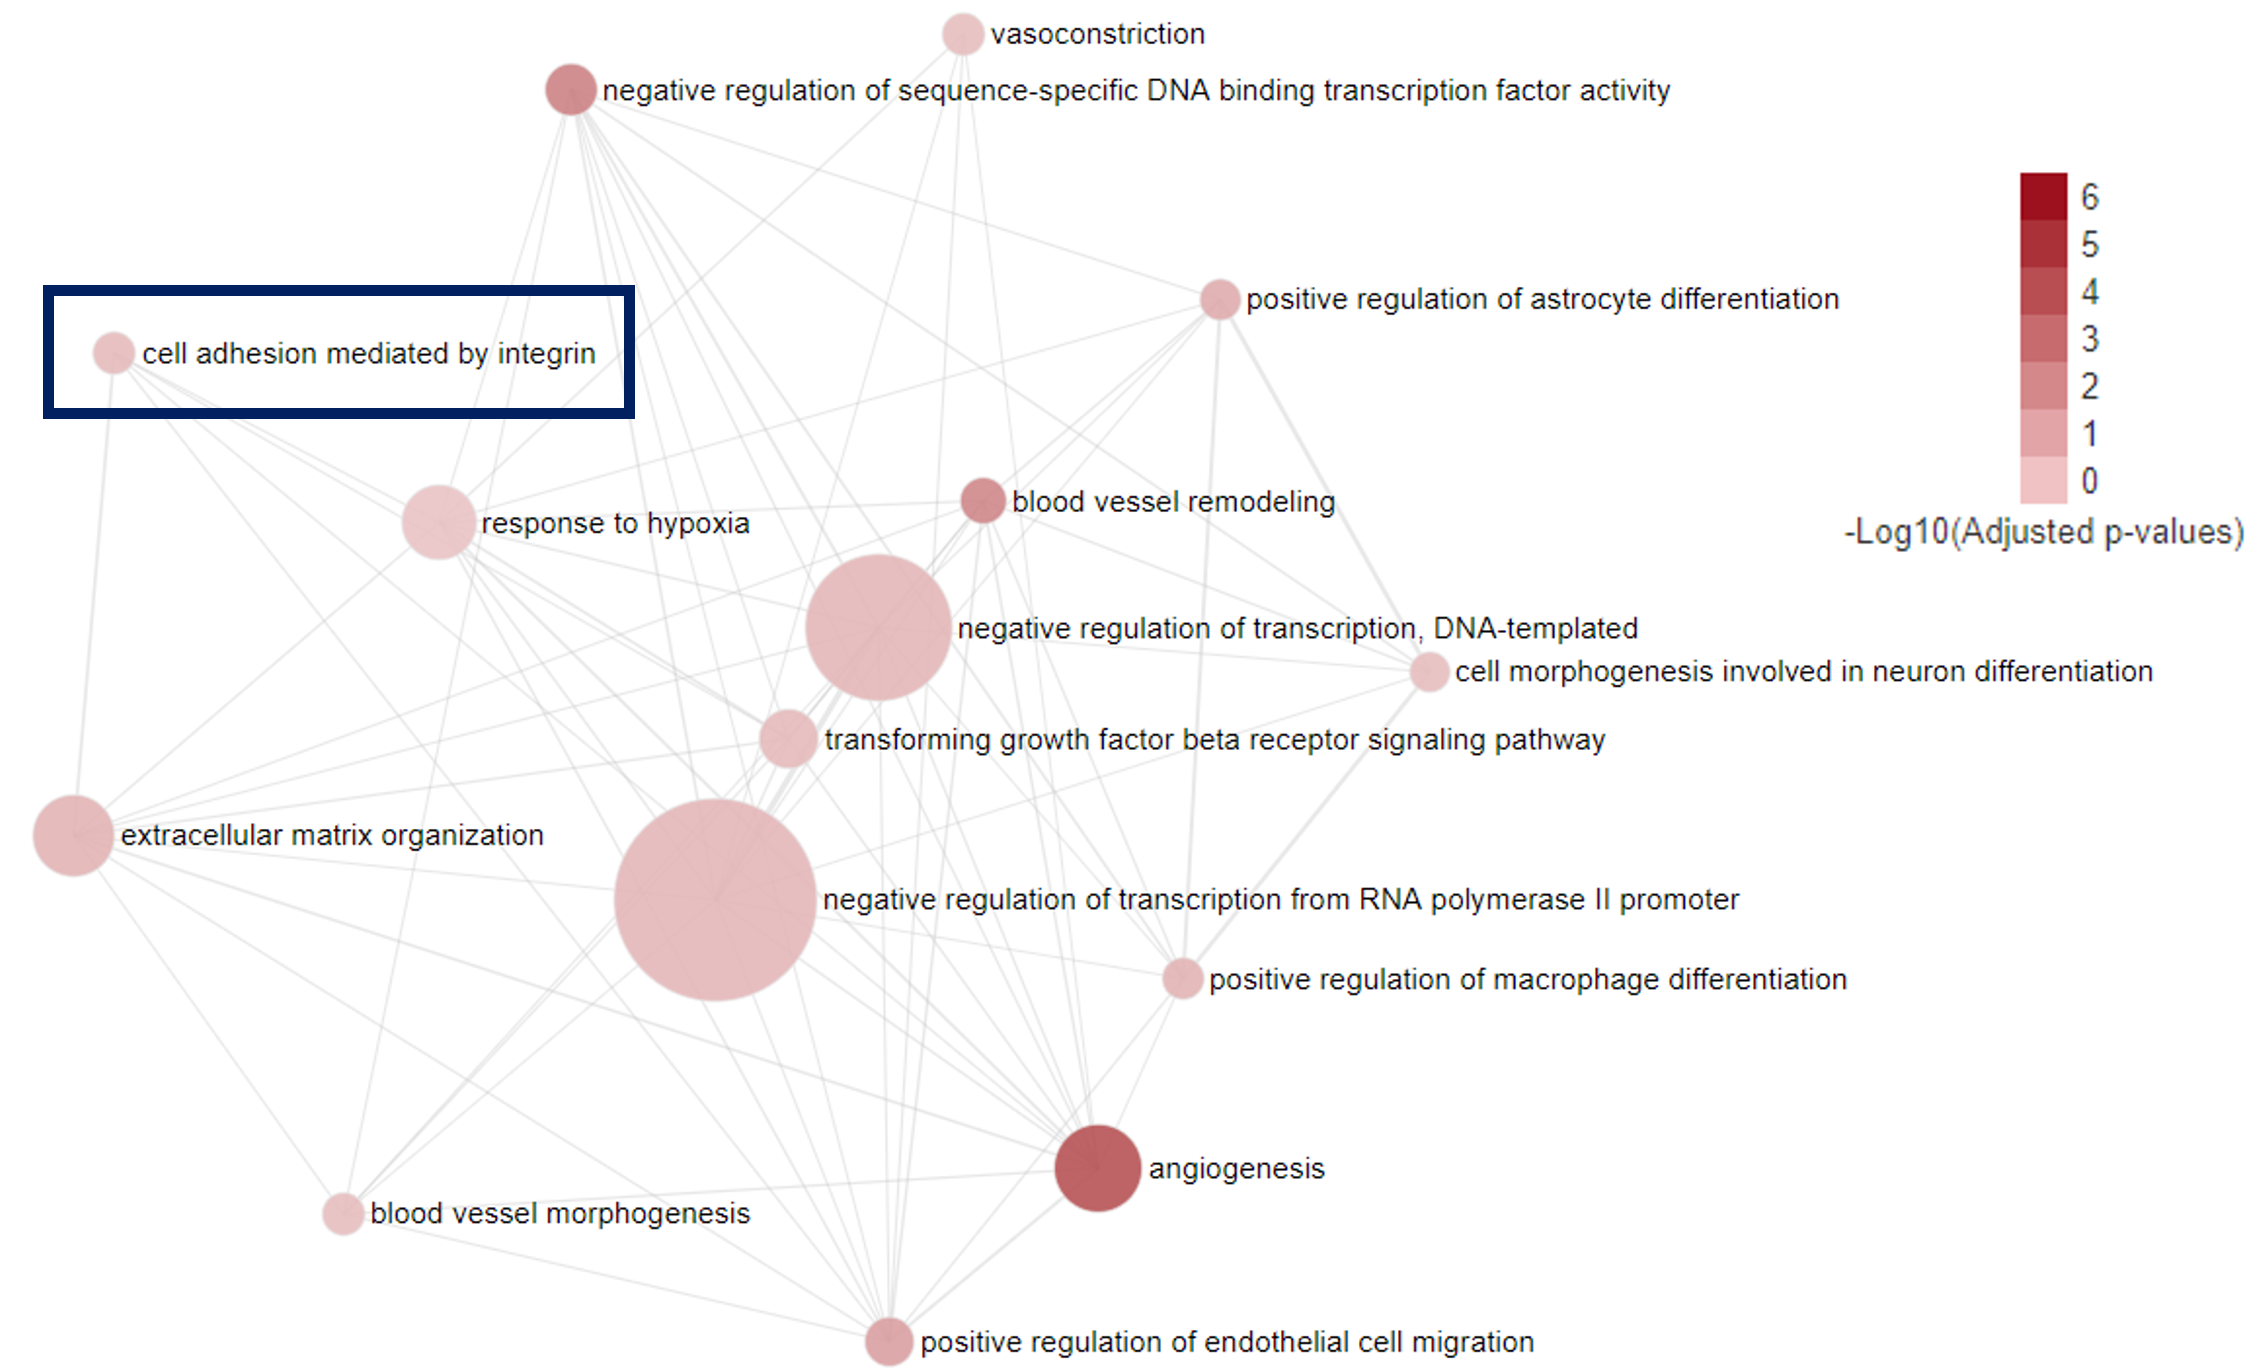 vasoconstriction
negative regulation of sequence-specific DNA binding transcription factor activity
6
5
4
3
2
1
0
-Log10(Adjusted p-values)
positive regulation of astrocyte differentiation
cell adhesion mediated by integrin
blood vessel remodeling
response to hypoxia
negative regulation of transcription, DNA-templated
cell morphogenesis involved in neuron differentiation
transforming growth factor beta receptor signaling pathway
extracellular matrix organization
negative regulation of transcription from RNA polymerase II promoter
positive regulation of macrophage differentiation
angiogenesis
blood vessel morphogenesis
positive regulation of endothelial cell migration